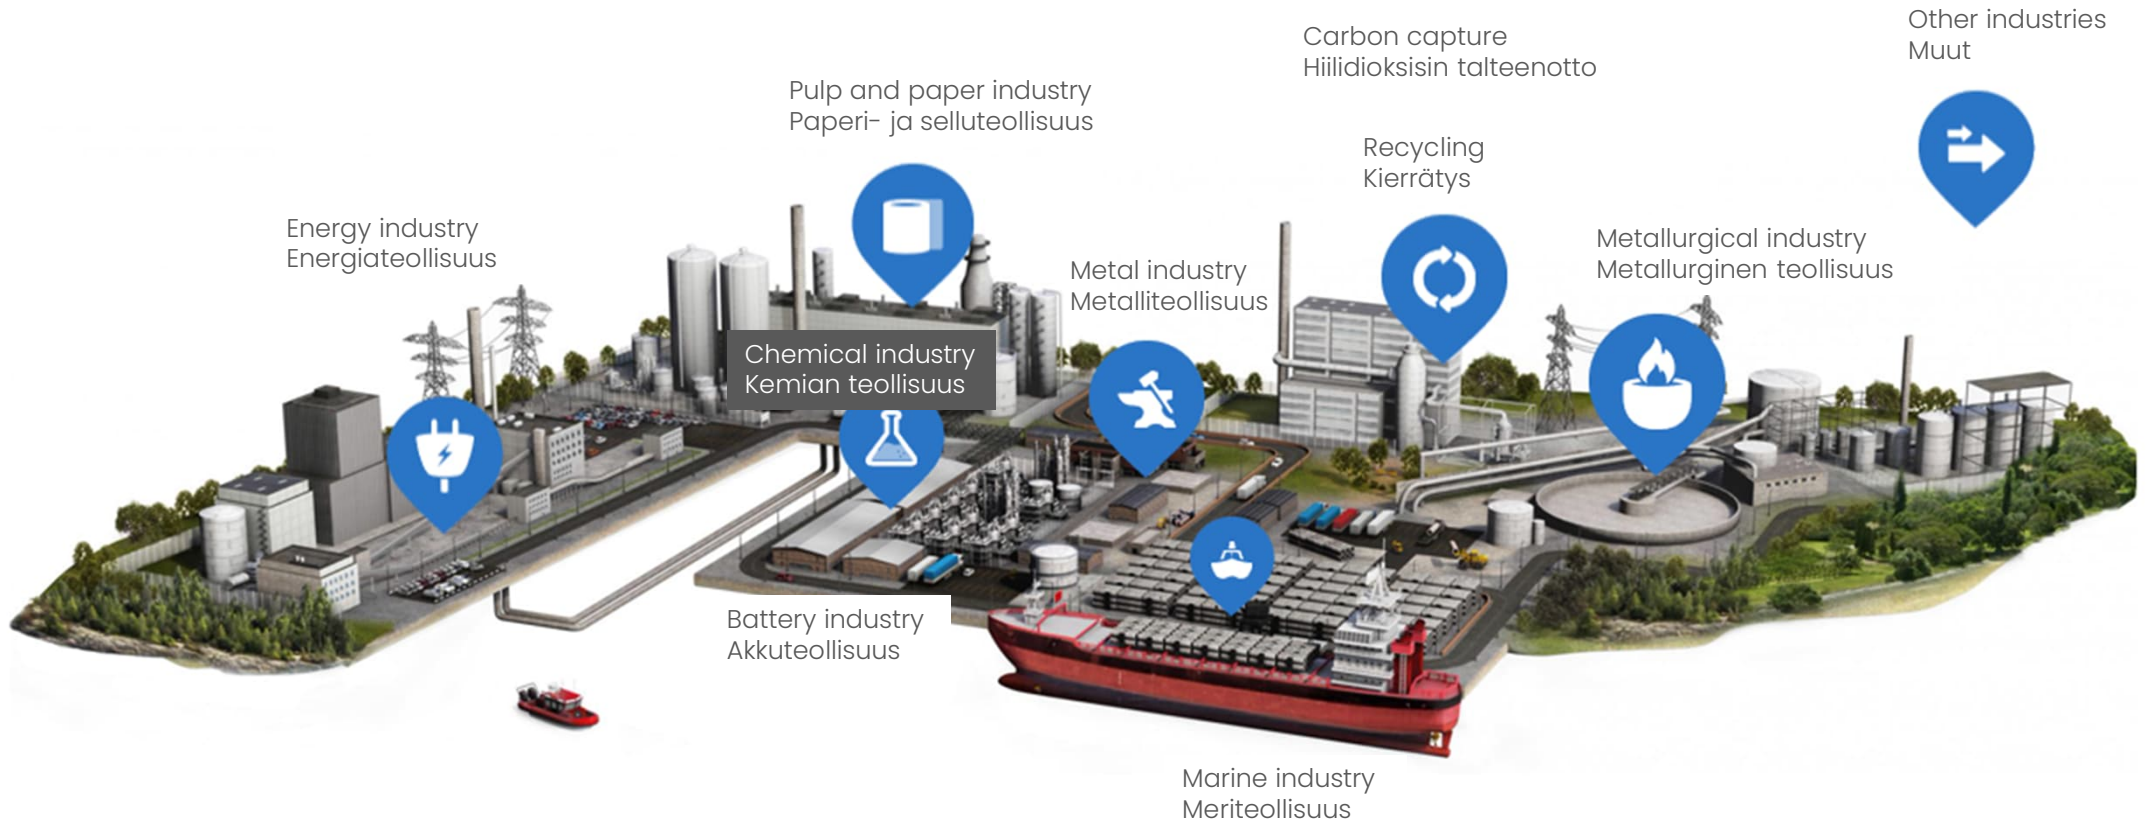 Other industries
Muut
Carbon capture
Hiilidioksisin talteenotto
Pulp and paper industry
Paperi- ja selluteollisuus
Recycling
Kierrätys
Energy industry
Energiateollisuus
Metallurgical industry
Metallurginen teollisuus
Metal industry
Metalliteollisuus
Chemical industry
Kemian teollisuus
Battery industry
Akkuteollisuus
Marine industry
Meriteollisuus